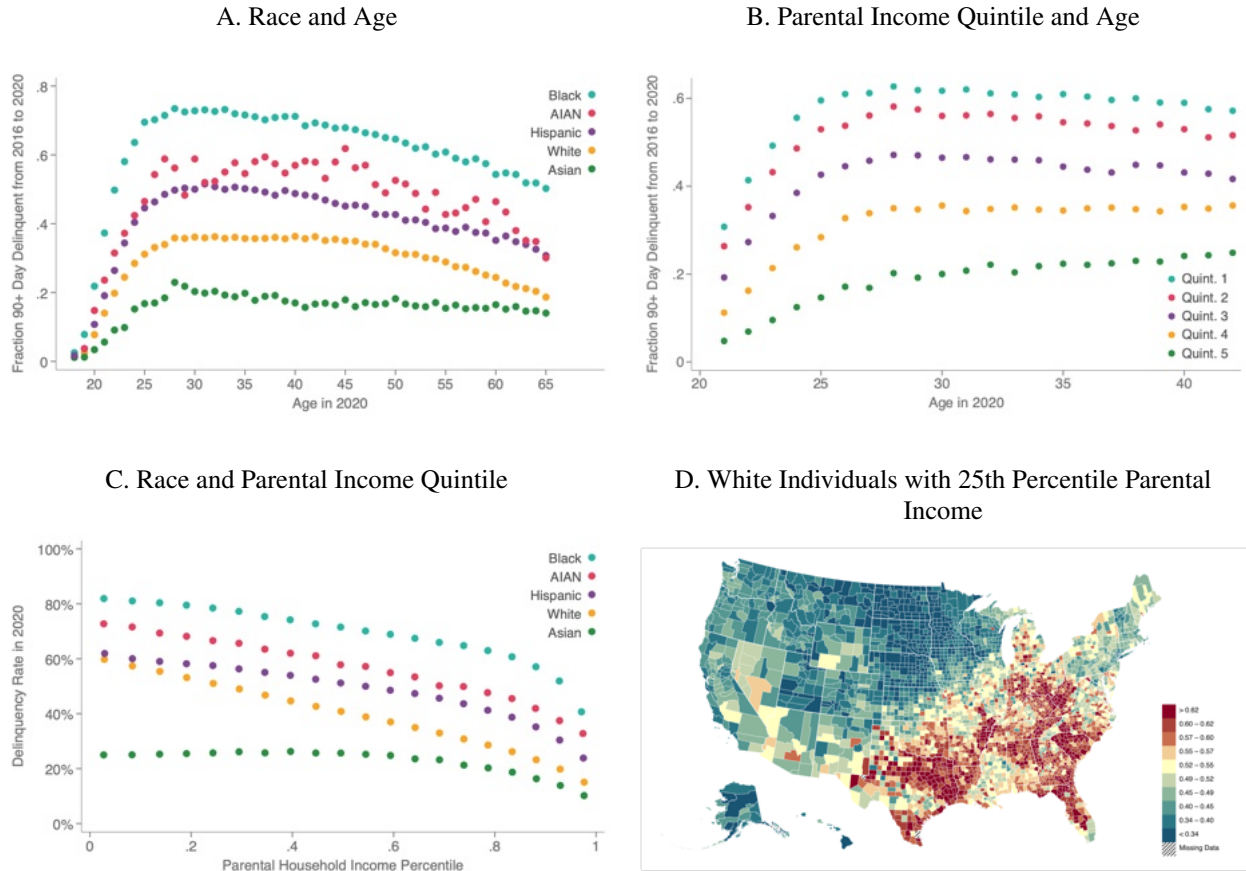 A. Race and Age
Fraction 90+ Day Delinquent from 2016 to 2020
.8
.6
.4
.2
0
20 25 30 35 40 45 50 55 60 65
Age in 2020
Black
AIAN
Hispanic
White
Asian
B. Parental Income Quintile and Age
Fraction 90+ Day Delinquent from 2016 to 2020
.6
.4
.2
0
20 25 30 35 40
Age in 2020
Quint. 1
Quint. 2
Quint. 3
Quint. 4
Quint. 5
C. Race and Parental Income Quintile
Delinquency Rate in 2020
100%
80%
60%
40%
20%
0%
0 .2 .4 .6 .8 1
Parental Household Income Percentile
Black
AIAN
Hispanic
White
Asian
D. White Individuals with 25th Percentile Parental
Income
> 0.62
0.60 – 0.62
0.57 – 0.60
0.55 – 0.57
0.52 – 0.55
0.49 – 0.52
0.45 – 0.49
0.40 – 0.45
0.34 – 0.40
< 0.34
Missing Data